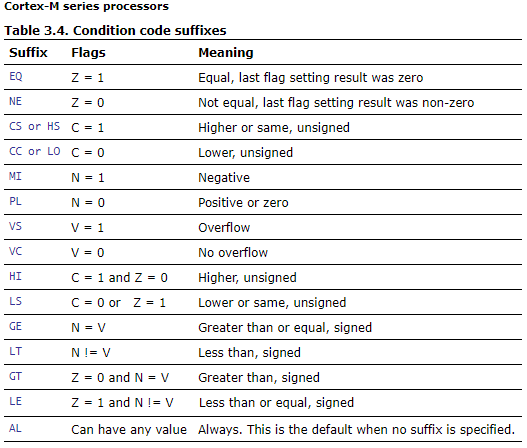 Cortex-M series processors
Table 3.4. Condition code suffixes
Suffix Flags Meaning
EQ Z = 1 Equal, last flag setting result was zero
NE Z = 0 Not equal, last flag setting result was non-zero
CS or HS C = 1 Higher or same, unsigned
CC or LO C = 0 Lower, unsigned
MI N = 1 Negative
PL N = 0 Positive or zero
VS V = 1 Overflow
VC V = 0 No overflow
HI C = 1 and Z = 0 Higher, unsigned
LS C = 0 or Z = 1 Lower or same, unsigned
GE N = V Greater than or equal, signed
LT N != V Less than, signed
GT Z = 0 and N = V Greater than, signed
LE Z = 1 and N != V Less than or equal, signed
AL Can have any value Always. This is the default when no suffix is specified.